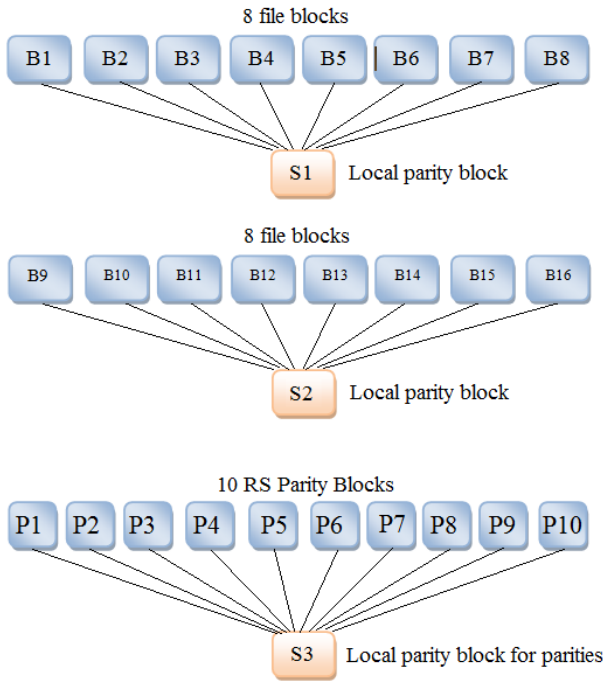 8 file blocks
B1 B2 B3 B4 B5 B6 B7 B8
S1 Local parity block
8 file blocks
B9 B10 B11 B12 B13 B14 B15 B16
S2 Local parity block
10 RS Parity Blocks
P1 P2 P3 P4 P5 P6 P7 P8 P9 P10
S3 Local parity block for parities